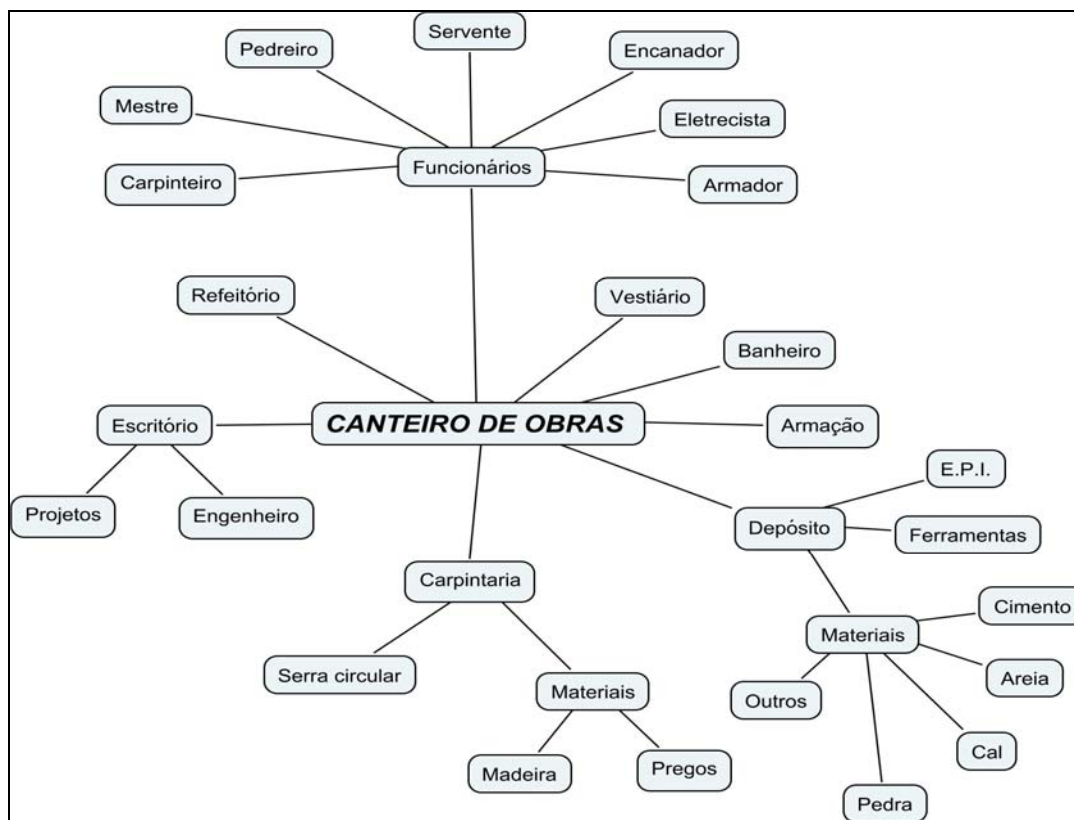 Servente
Pedreiro
Encanador
Mestre
Eletrecista
Funcionários
Carpinteiro
Armador
Refeitório
Vestiário
Banheiro
Escritório
CANTEIRO DE OBRAS
Armação
E.P.I.
Projetos
Engenheiro
Depósito
Ferramentas
Carpintaria
Cimento
Materiais
Serra circular
Areia
Materiais
Outros
Cal
Madeira
Pregos
Pedra